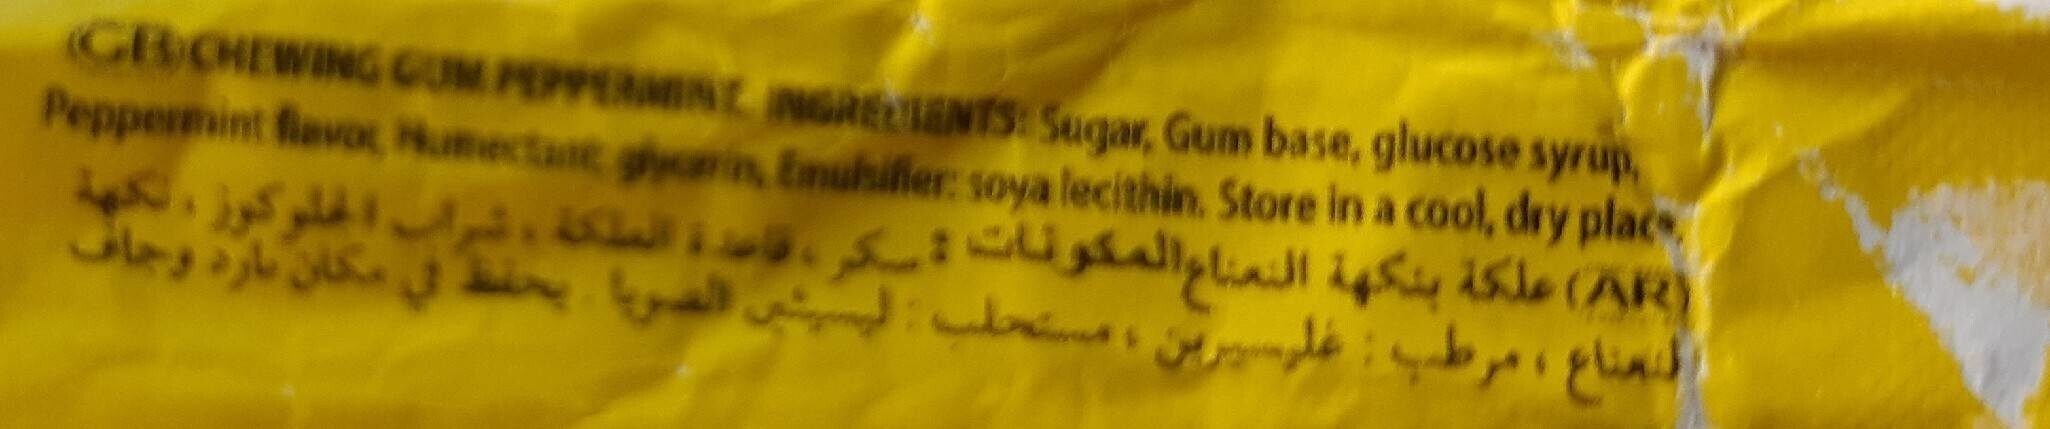 (GB) CHEWING GUM PEPPERMINT. INGREDIENTS: Sugar, Gum base, glucose syrup,
Peppermint flavor, Humectant: glycerin, Emulsifier: soya lecithin. Store in a cool, dry place.
(AR) علكة بنكهة النعناع المكونات : سكر ، قاعدة العلكة ، شراب الجلوكوز ، نكهة
لنعناع ، مرطب : غلرسيرين ، مستحلب : ليسيثين الصويا . يحفظ في مكان بارد وجاف